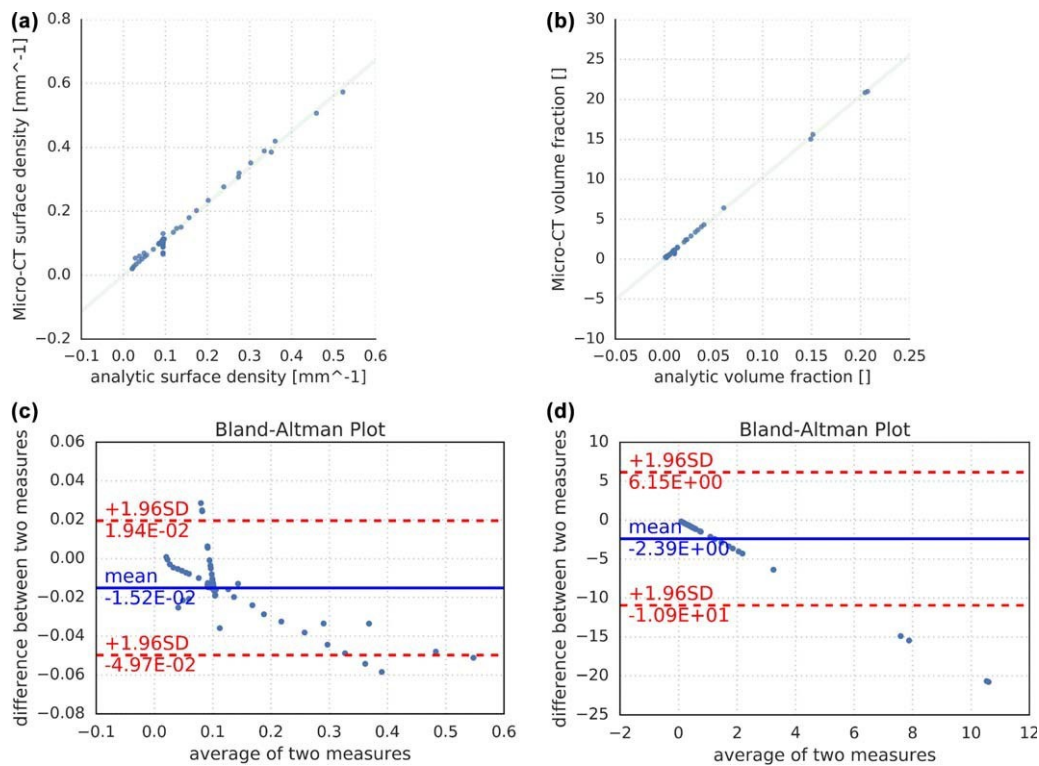 (a)
Micro-CT surface density [mm^-1]
0.8
0.6
0.4
0.2
0.0
−0.2
−0.1 0.0 0.1 0.2 0.3 0.4 0.5 0.6
analytic surface density [mm^-1]
(b)
Micro-CT volume fraction []
30
25
20
15
10
5
0
−5
−10
−0.05 0.00 0.05 0.10 0.15 0.20 0.25
analytic volume fraction []
(c)
Bland-Altman Plot
difference between two measures
0.06
0.04
0.02
0.00
−0.02
−0.04
−0.06
−0.08
+1.96SD
1.94E-02
mean
-1.52E-02
+1.96SD
-4.97E-02
−0.1 0.0 0.1 0.2 0.3 0.4 0.5 0.6
average of two measures
(d)
Bland-Altman Plot
difference between two measures
10
5
0
−5
−10
−15
−20
−25
+1.96SD
6.15E+00
mean
-2.39E+00
+1.96SD
-1.09E+01
−2 0 2 4 6 8 10 12
average of two measures